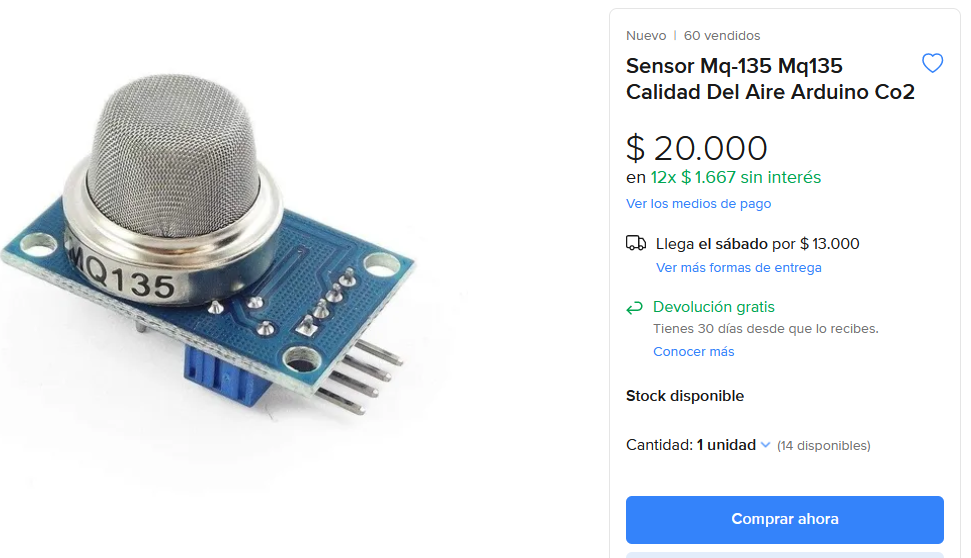 Nuevo | 60 vendidos
Sensor Mq-135 Mq135
Calidad Del Aire Arduino Co2
$ 20.000
en 12x $ 1.667 sin interés
Ver los medios de pago
Llega el sábado por $ 13.000
Ver más formas de entrega
Devolución gratis
Tienes 30 días desde que lo recibes.
Conocer más
Stock disponible
Cantidad: 1 unidad (14 disponibles)
Comprar ahora
MQ135